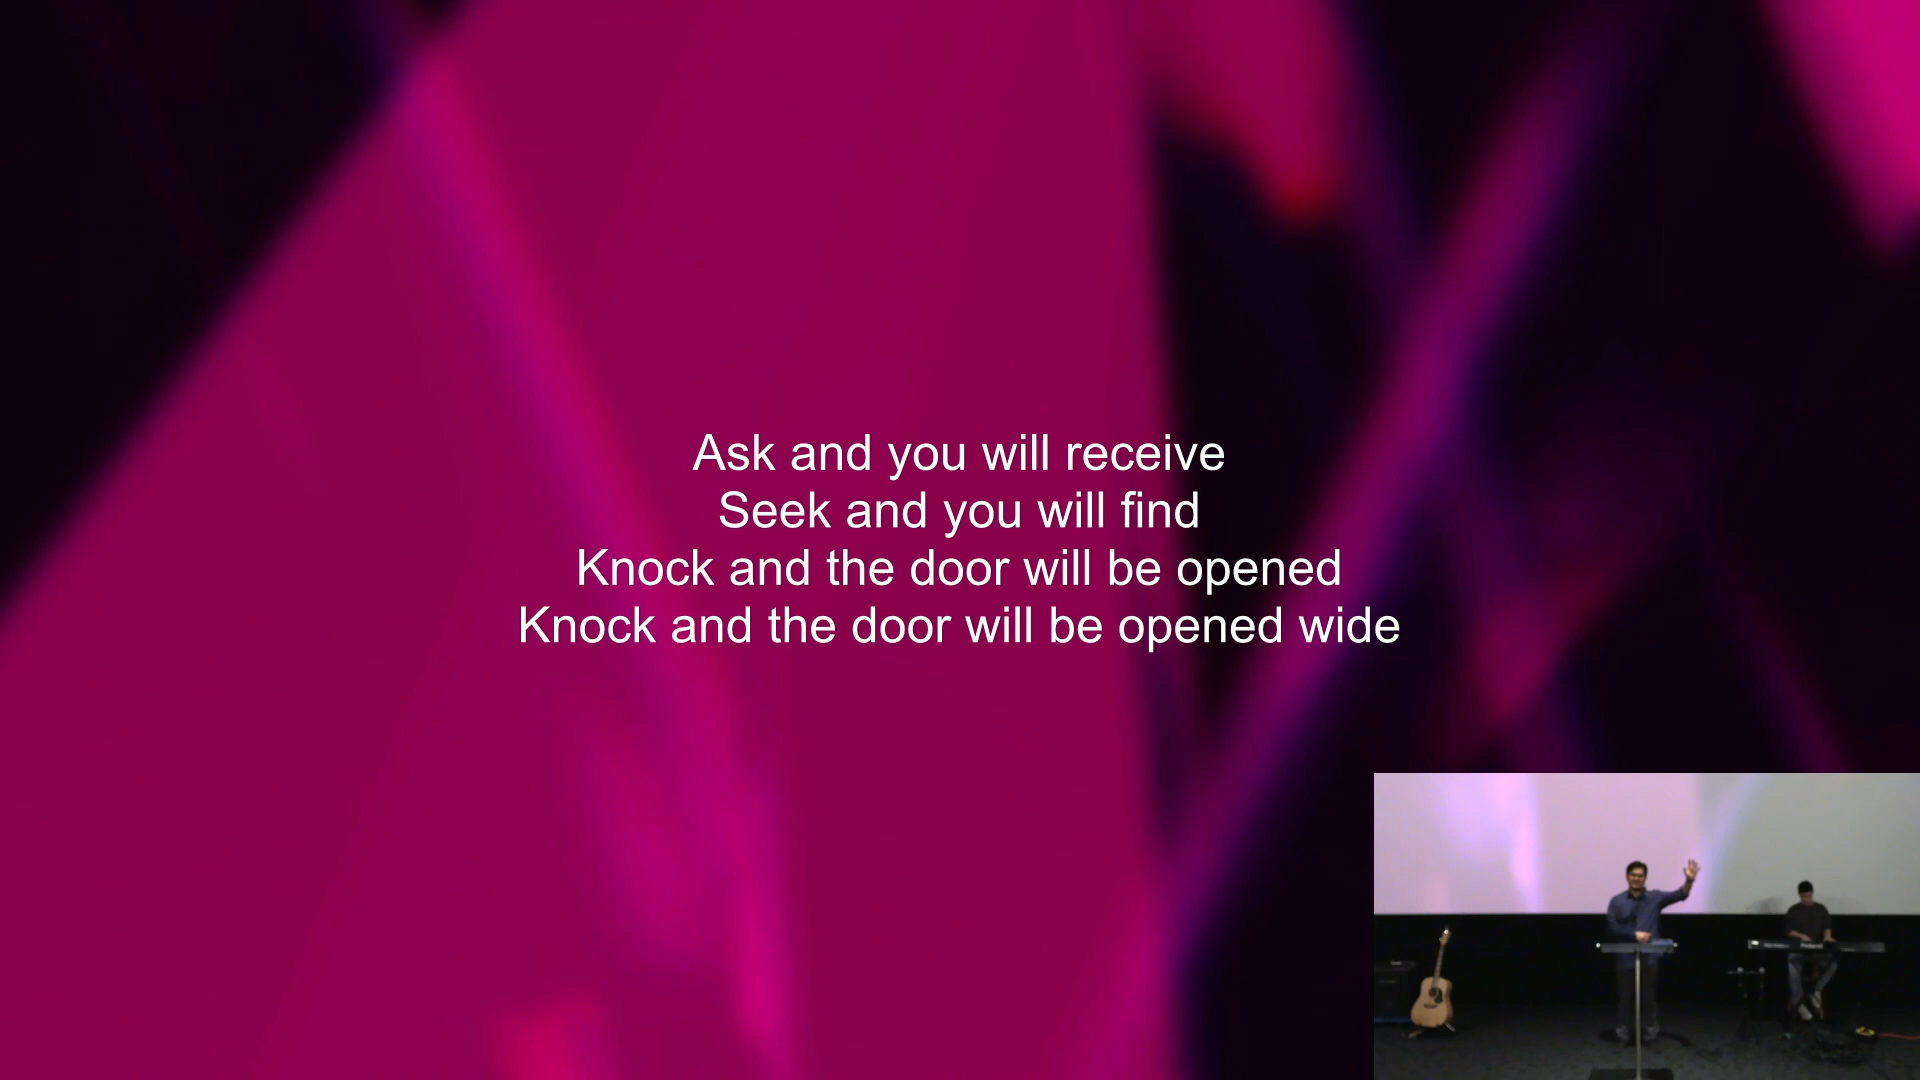 Ask and you will receive
Seek and you will find
Knock and the door will be opened
Knock and the door will be opened wide